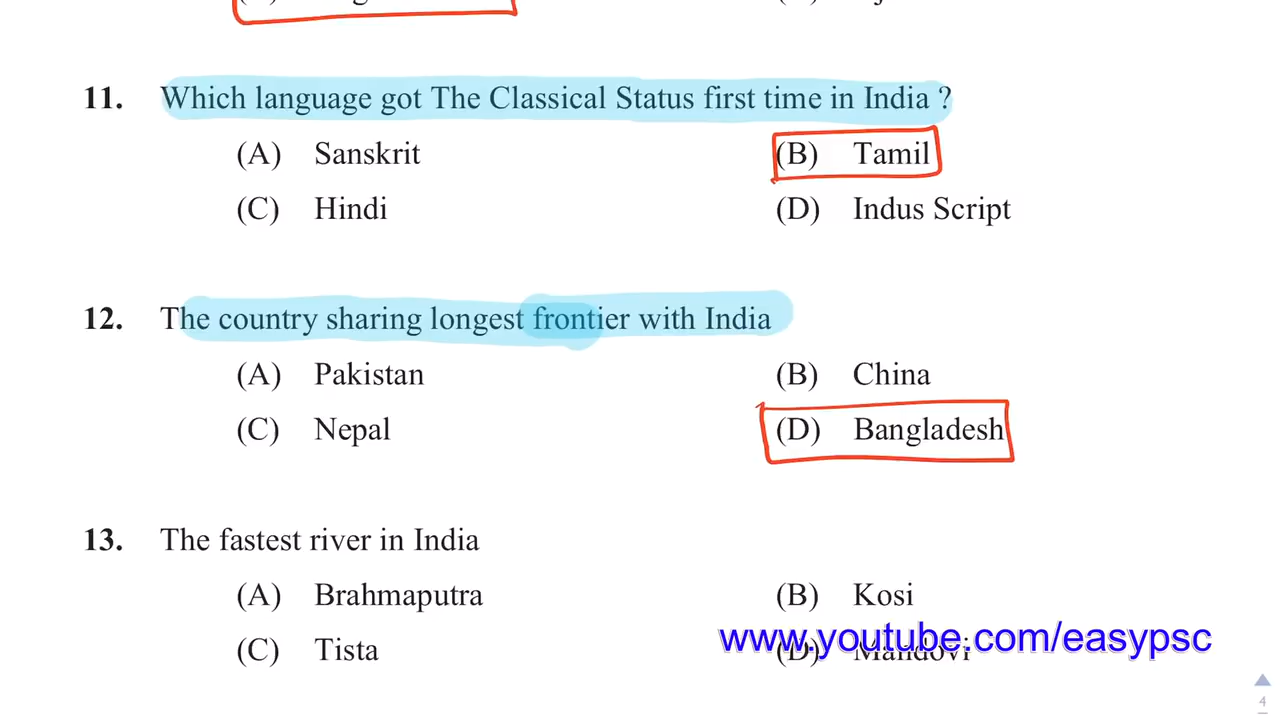 11. Which language got The Classical Status first time in India ?
(A) Sanskrit (B) Tamil
(C) Hindi (D) Indus Script
12. The country sharing longest frontier with India
(A) Pakistan (B) China
(C) Nepal (D) Bangladesh
13. The fastest river in India
(A) Brahmaputra (B) Kosi
www.youtube.com/easypsc
(C) Tista (D) Mandovi
4